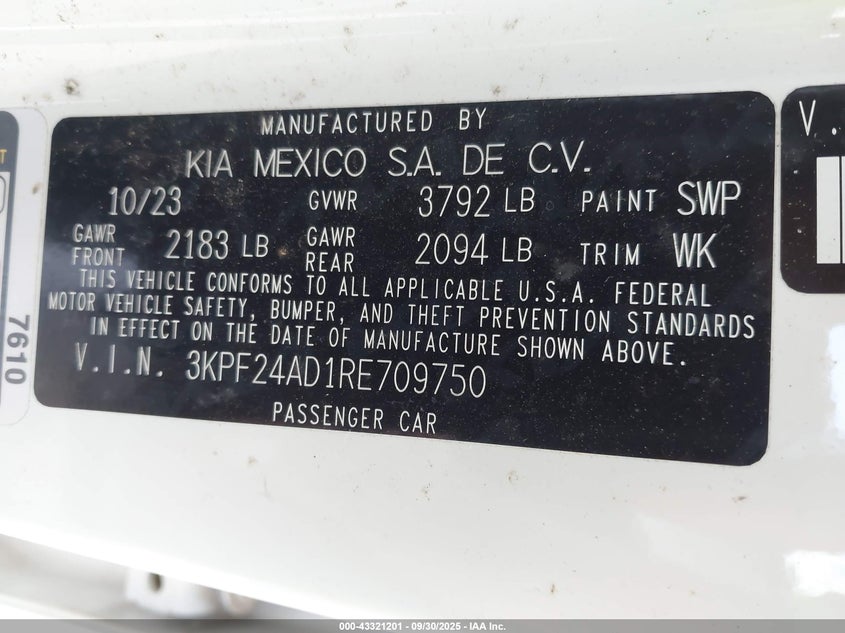 MANUFACTURED BY
KIA MEXICO S.A. DE C.V.
10/23 GVWR 3792 LB PAINT SWP
GAWR FRONT 2183 LB GAWR REAR 2094 LB TRIM WK
THIS VEHICLE CONFORMS TO ALL APPLICABLE U.S.A. FEDERAL
MOTOR VEHICLE SAFETY, BUMPER, AND THEFT PREVENTION STANDARDS
IN EFFECT ON THE DATE OF MANUFACTURE SHOWN ABOVE.
V.I.N. 3KPF24AD1RE709750
PASSENGER CAR
7610
V.
000-43321201 - 09/30/2025 - IAA Inc.